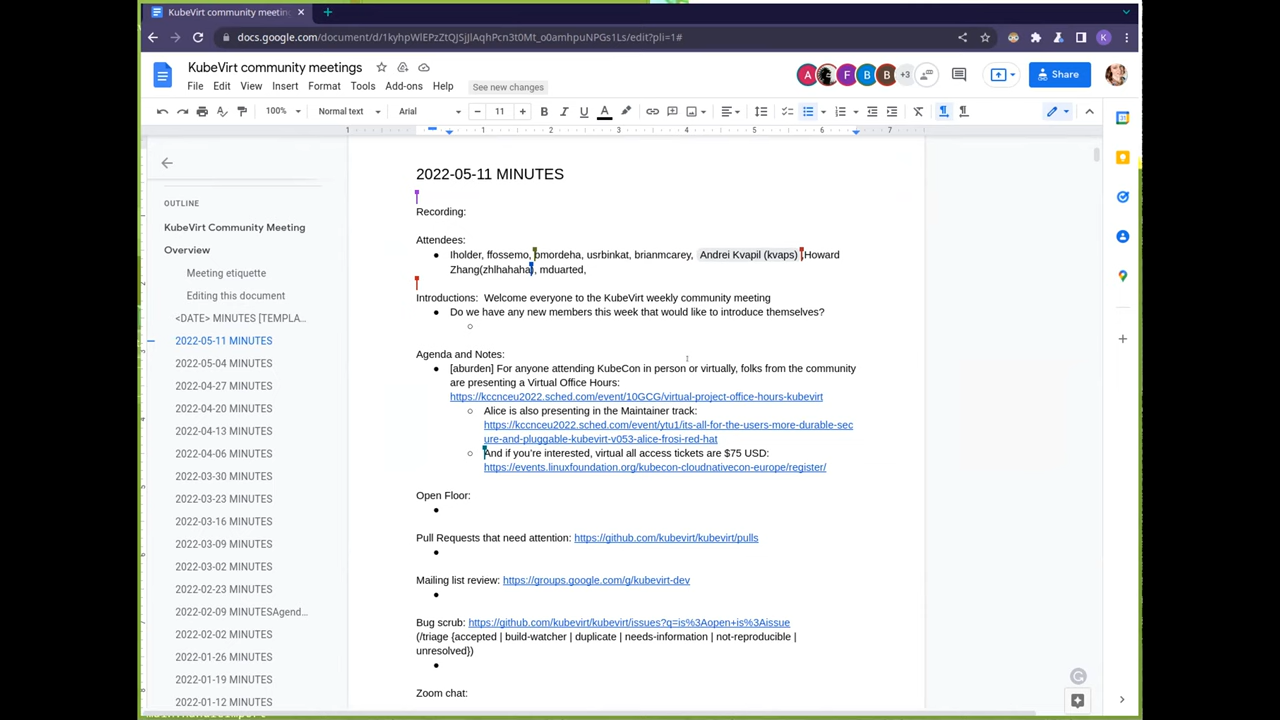 KubeVirt community meeting
docs.google.com/document/d/1kyhpWlEPzZtQJSjJlAqhPcn3t0Mt_o0amhpuNPGs1Ls/edit?pli=1#
K
KubeVirt community meetings
File Edit View Insert Format Tools Add-ons Help
See new changes
A F B B +3
Share
100% Normal text Arial 11 B I U A
1 1 2 3 4 5 6 7
OUTLINE
KubeVirt Community Meeting
Overview
Meeting etiquette
Editing this document
<DATE> MINUTES [TEMPLA...
2022-05-11 MINUTES
2022-05-04 MINUTES
2022-04-27 MINUTES
2022-04-20 MINUTES
2022-04-13 MINUTES
2022-04-06 MINUTES
2022-03-30 MINUTES
2022-03-23 MINUTES
2022-03-16 MINUTES
2022-03-09 MINUTES
2022-03-02 MINUTES
2022-02-23 MINUTES
2022-02-09 MINUTESAgend...
2022-02-02 MINUTES
2022-01-26 MINUTES
2022-01-19 MINUTES
2022-01-12 MINUTES
2022-05-11 MINUTES
Recording:
Attendees:
Iholder, ffossemo, bmordeha, usrbinkat, brianmcarey, Andrei Kvapil (kvaps) ,Howard
Zhang(zhlhahaha), mduarted,
Introductions: Welcome everyone to the KubeVirt weekly community meeting
Do we have any new members this week that would like to introduce themselves?
Agenda and Notes:
[aburden] For anyone attending KubeCon in person or virtually, folks from the community
are presenting a Virtual Office Hours:
https://kccnceu2022.sched.com/event/10GCG/virtual-project-office-hours-kubevirt
Alice is also presenting in the Maintainer track:
https://kccnceu2022.sched.com/event/ytu1/its-all-for-the-users-more-durable-sec
ure-and-pluggable-kubevirt-v053-alice-frosi-red-hat
And if you're interested, virtual all access tickets are $75 USD:
https://events.linuxfoundation.org/kubecon-cloudnativecon-europe/register/
Open Floor:
Pull Requests that need attention: https://github.com/kubevirt/kubevirt/pulls
Mailing list review: https://groups.google.com/g/kubevirt-dev
Bug scrub: https://github.com/kubevirt/kubevirt/issues?q=is%3Aopen+is%3Aissue
(/triage {accepted | build-watcher | duplicate | needs-information | not-reproducible |
unresolved})
Zoom chat: